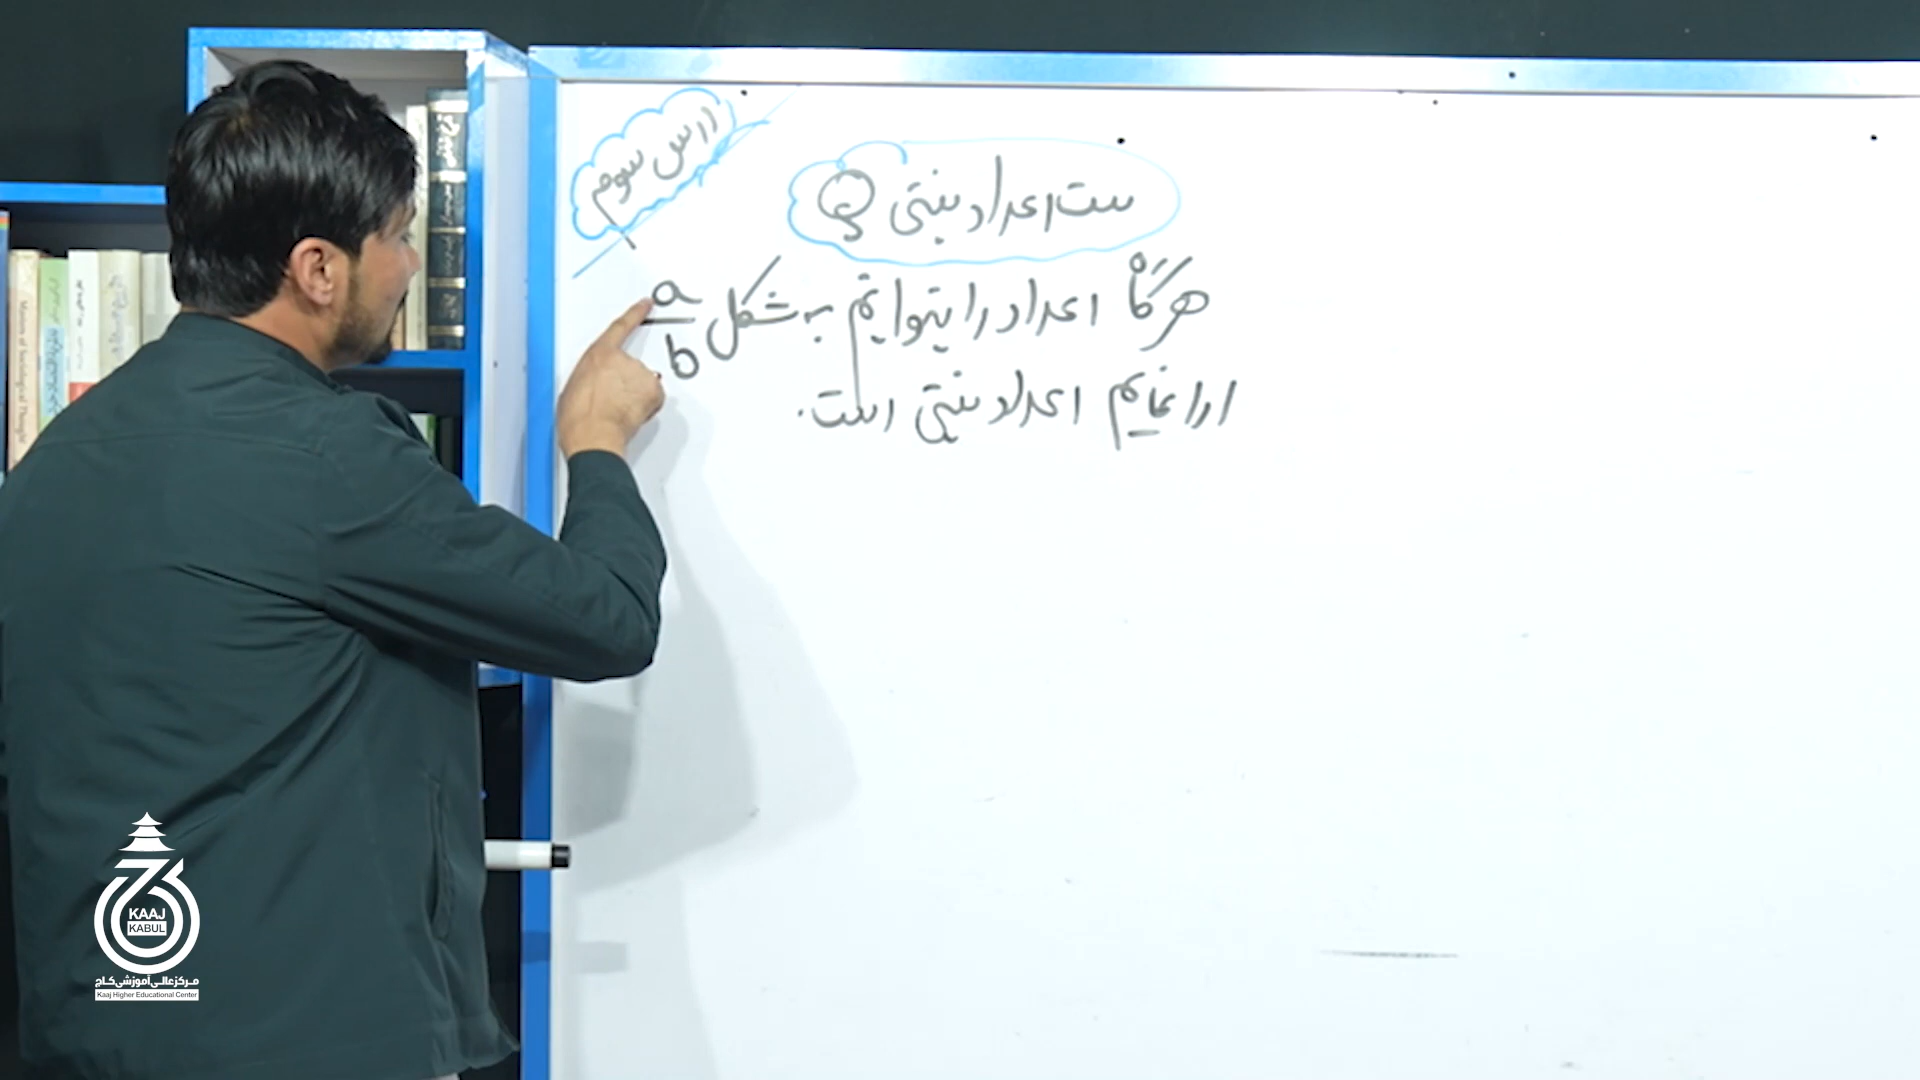 درس سوم
ست اعداد نسبتی Q
هرگاه اعداد را بتوانیم به شکل a/b
ارائه نمایم اعداد نسبتی است.
KAAJ
KABUL
مرکز عالی آموزشی کاج
Kaaj Higher Educational Center